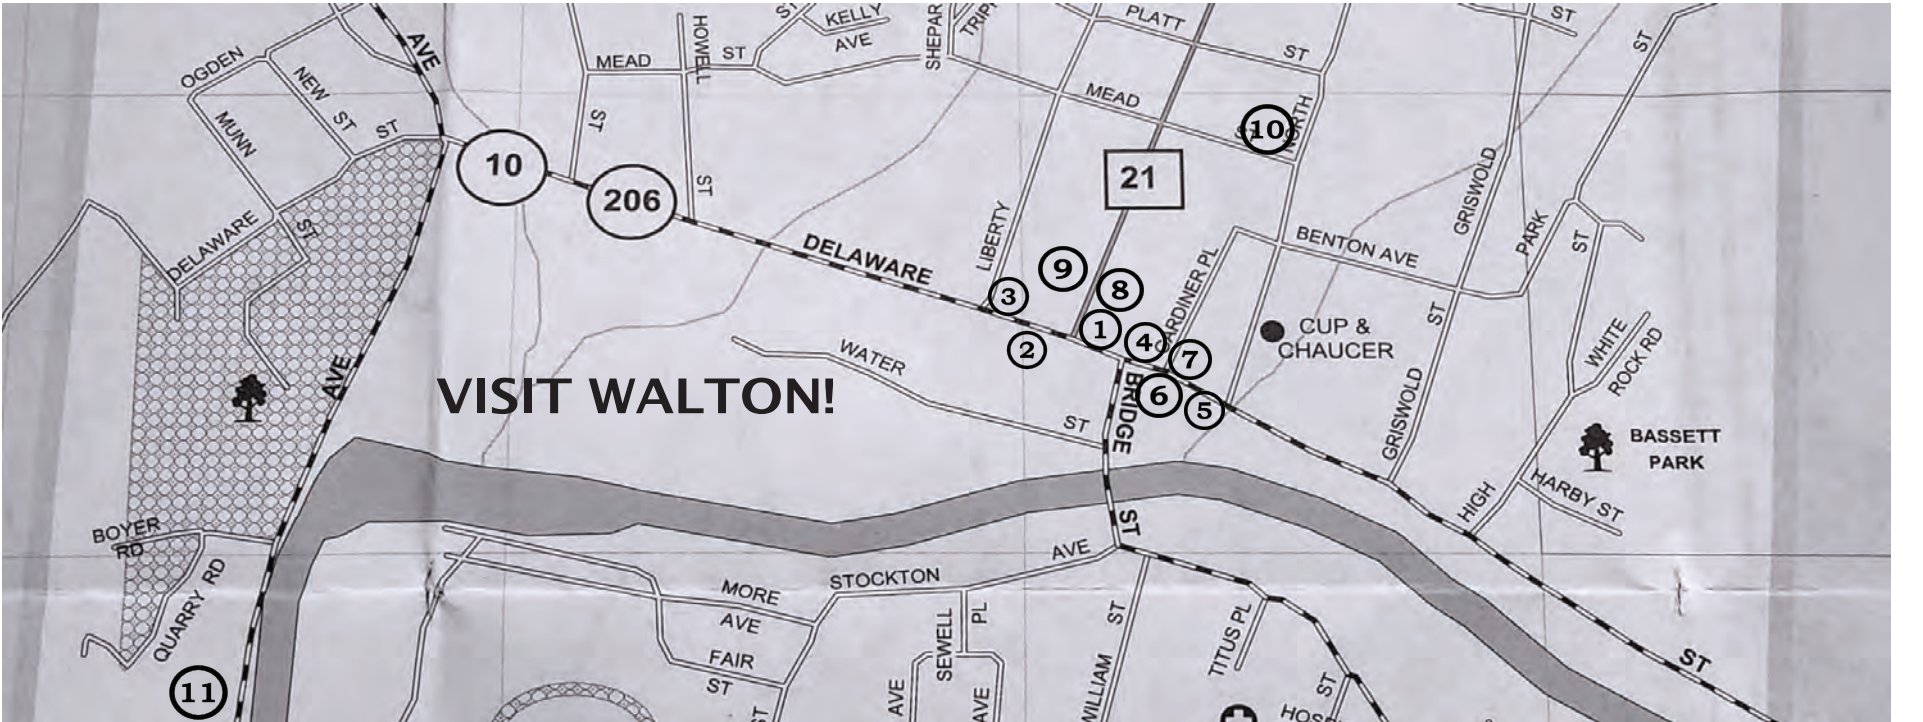 OGDEN
NEW
ST
MUNN
ST
AVE
DELAWARE
ST
AVE
MEAD
ST
HOWELL
ST
ST
ST
KELLY
AVE
10
206
DELAWARE
PLATT
ST
MEAD
10
21
LIBERTY
9
8
3
1
2
4
7
6
5
GARDINER PL
BENTON AVE
GRISWOLD
ST
GRISWOLD
PARK
ST
ST
ST
CUP &
CHAUCER
WHITE
ROCK RD
BASSETT
PARK
HIGH
HARBY ST
VISIT WALTON!
WATER
ST
BRIDGE
ST
BOYER
RD
QUARRY RD
11
MORE
AVE
FAIR
ST
ST
STOCKTON
AVE
SEWELL
PL
AVE
AVE
WILLIAM
ST
TITUS PL
ST
ST